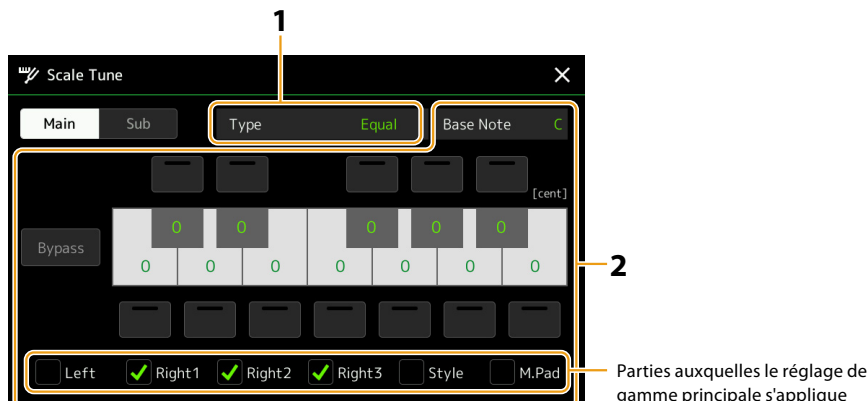 1
Scale Tune
Main Sub Type Equal Base Note C
[cent]
0 0 0 0 0
Bypass
0 0 0 0 0 0 0
2
Left Right1 Right2 Right3 Style M.Pad
Parties auxquelles le réglage de
gamme principale s'applique